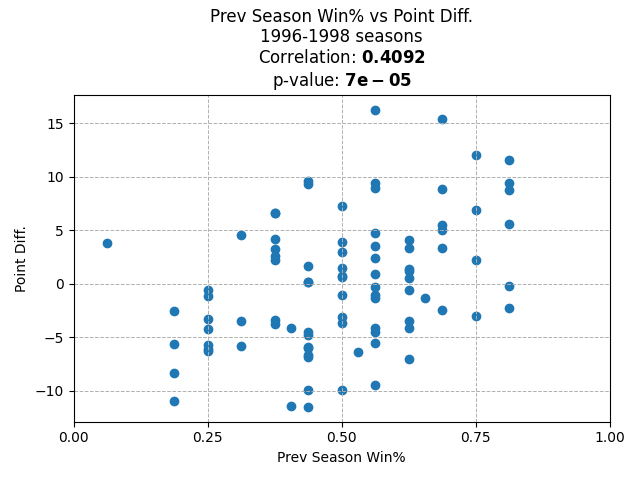 Prev Season Win% vs Point Diff.
1996-1998 seasons
Correlation: 0.4092
p-value: 7e − 05
Point Diff.
15
10
5
0
−5
−10
0.00 0.25 0.50 0.75 1.00
Prev Season Win%